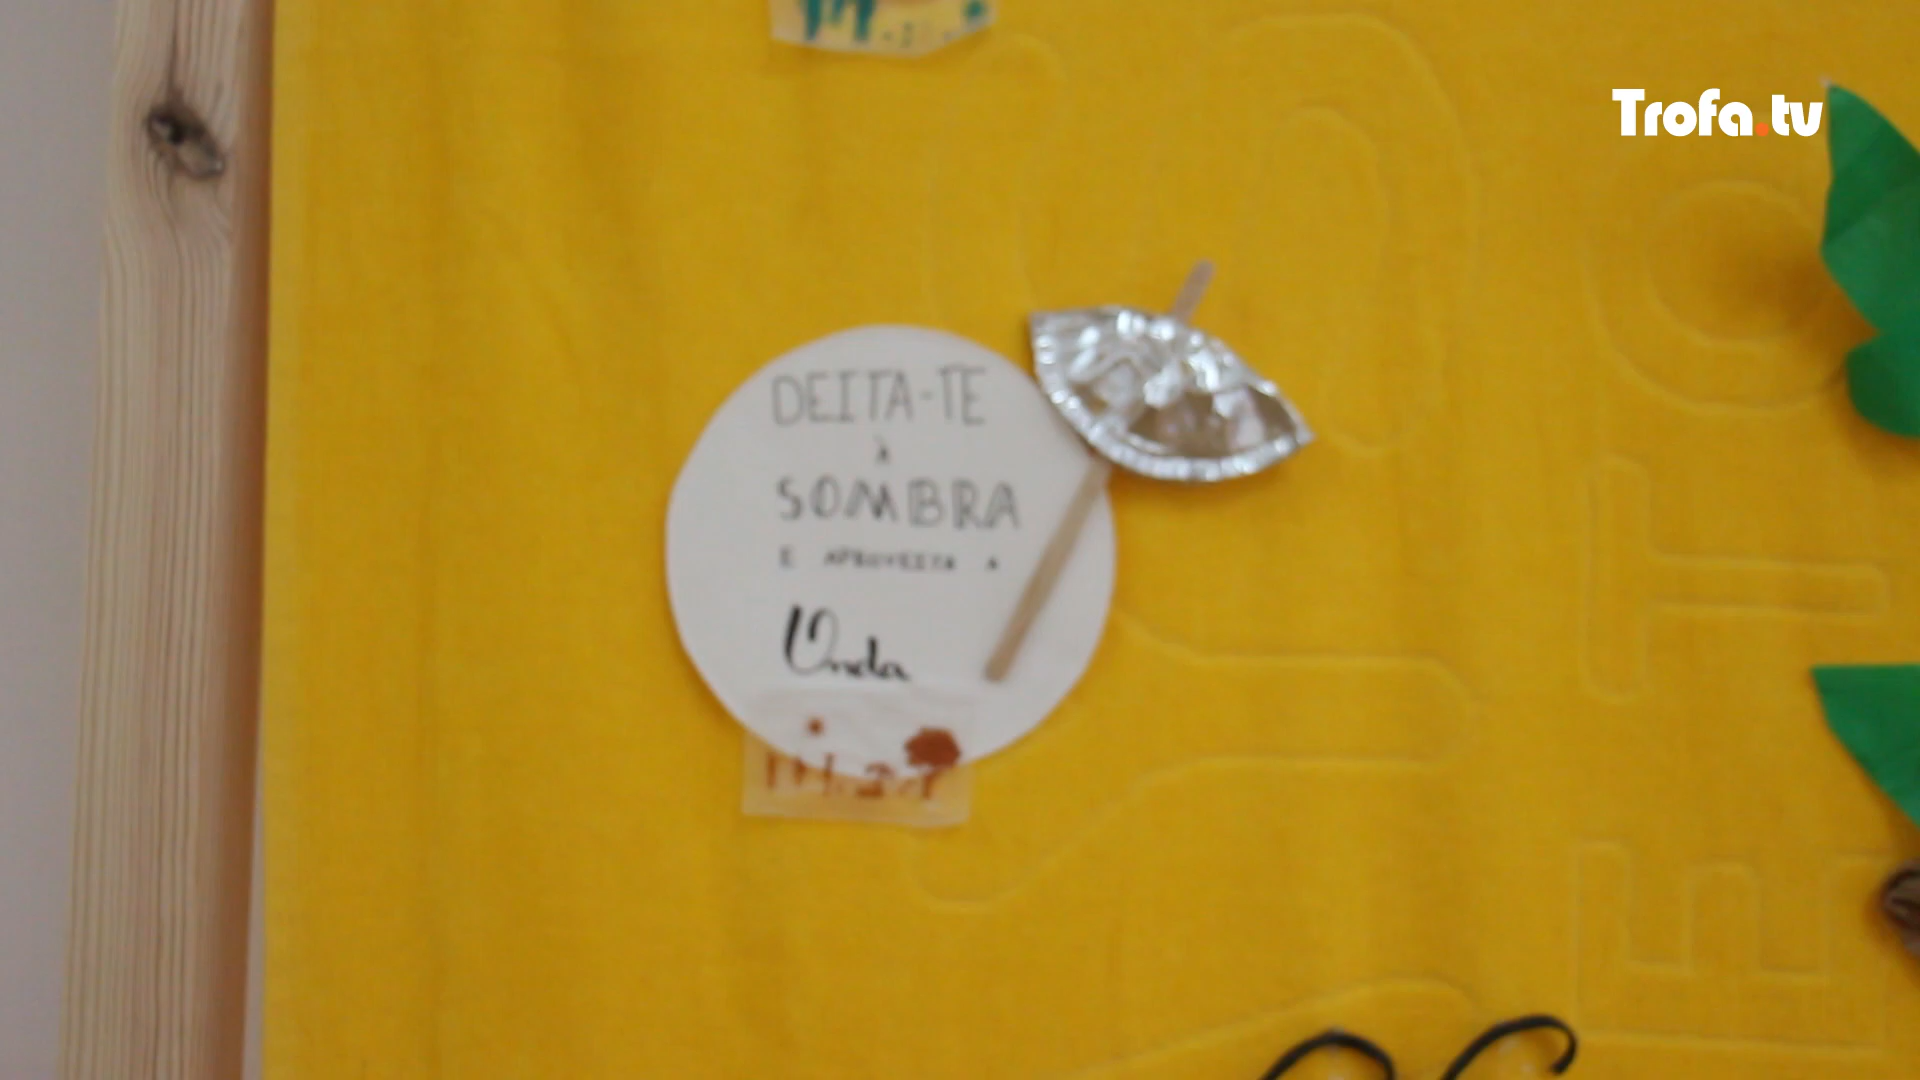 Trofa.tv
DEITA-TE
À
SOMBRA
E APROVEITA A
Onda